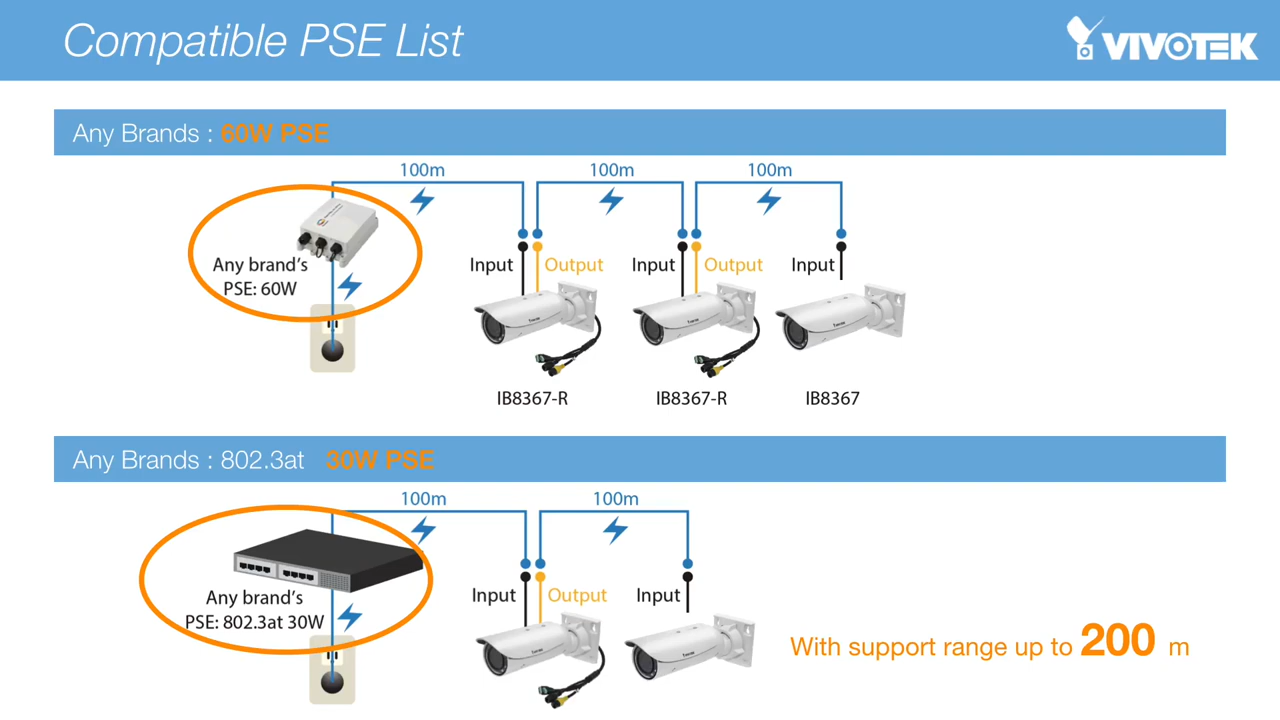 Compatible PSE List
VIVOTEK
Any Brands : 60W PSE
100m 100m 100m
Any brand's
PSE: 60W
Input Output Input Output Input
IB8367-R IB8367-R IB8367
Any Brands : 802.3at 30W PSE
100m 100m
Any brand's
PSE: 802.3at 30W
Input Output Input
With support range up to 200 m